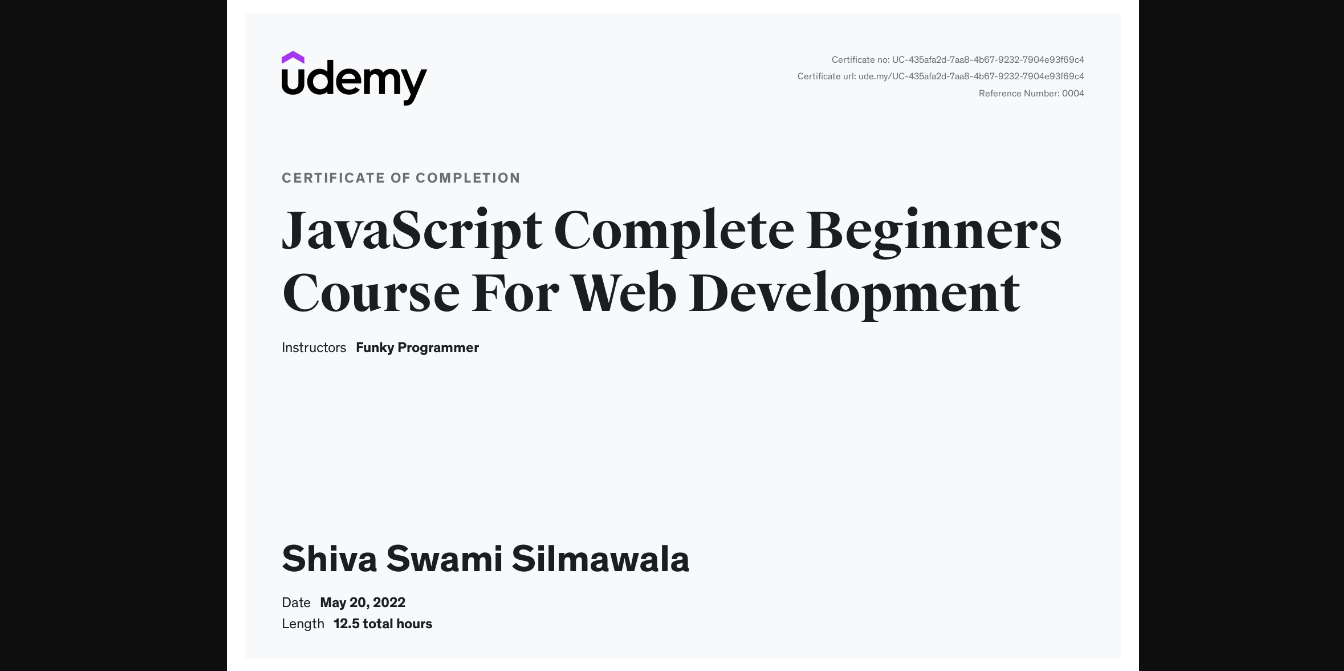 udemy
Certificate no: UC-435afa2d-7aa8-4b67-9232-7904e93f69c4
Certificate url: ude.my/UC-435afa2d-7aa8-4b67-9232-7904e93f69c4
Reference Number: 0004
CERTIFICATE OF COMPLETION
JavaScript Complete Beginners
Course For Web Development
Instructors Funky Programmer
Shiva Swami Silmawala
Date May 20, 2022
Length 12.5 total hours